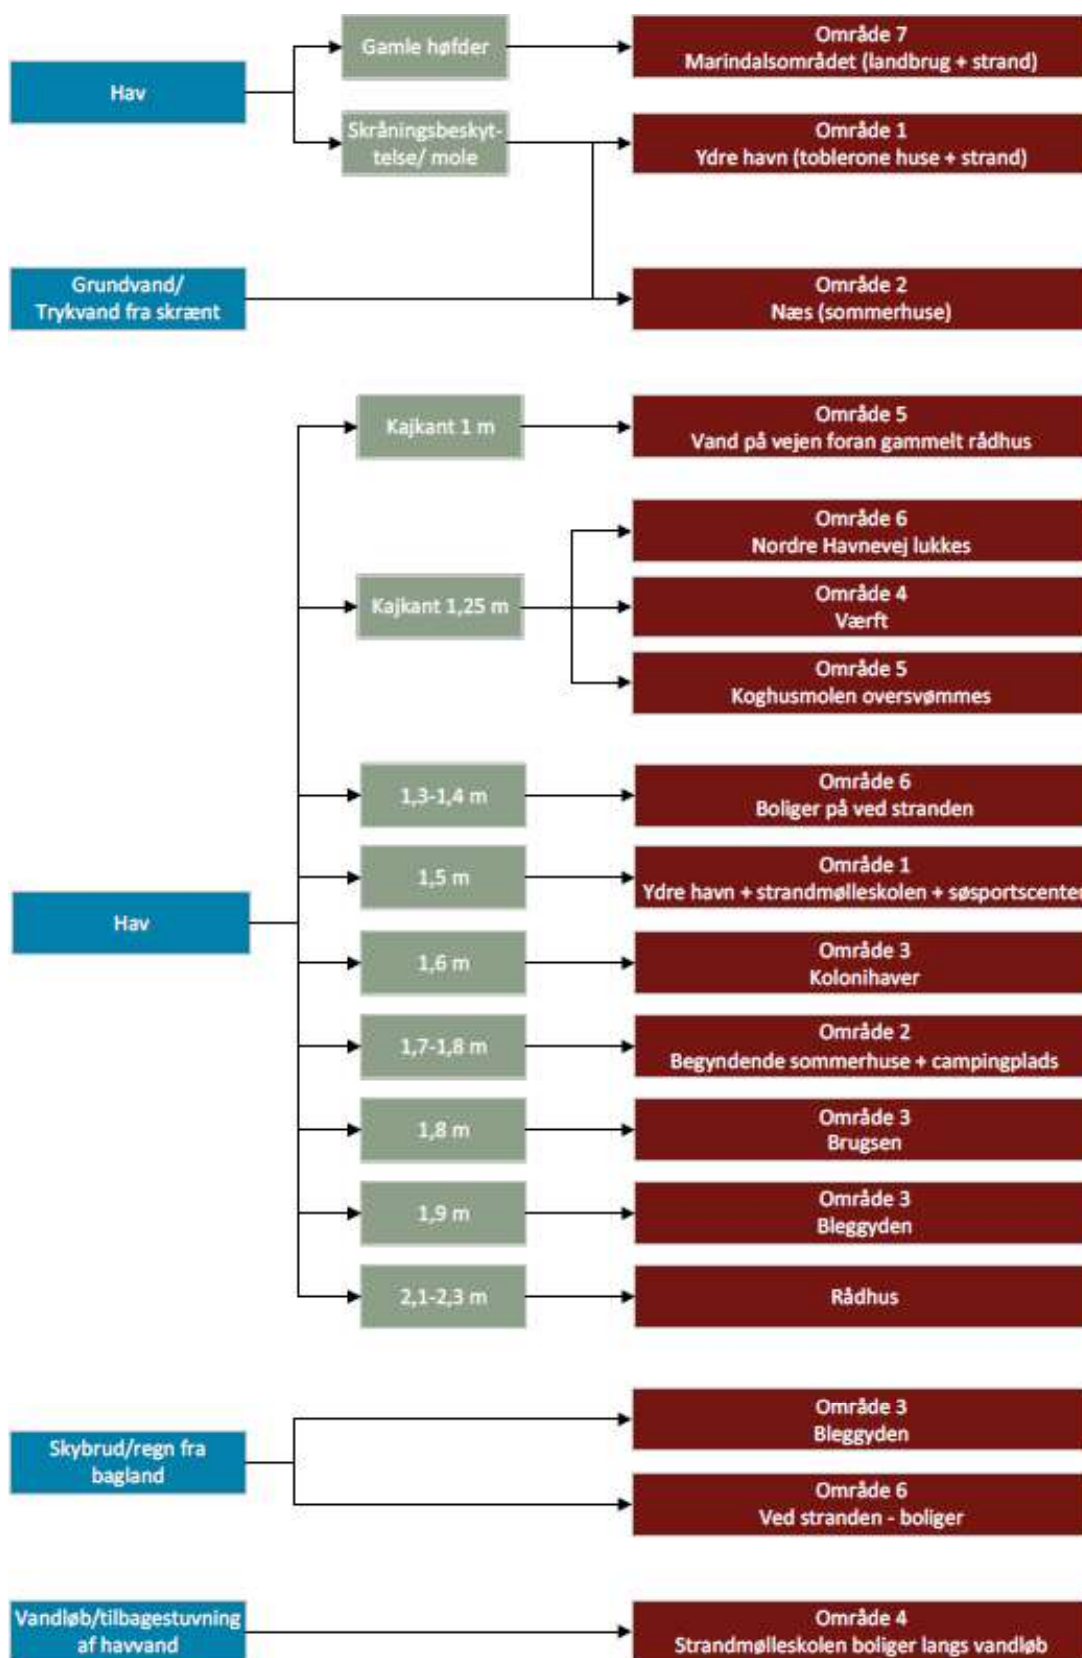 Hav
Gamle høfder
Område 7
Marindalsområdet (landbrug + strand)
Skråningsbeskyt-
telse/ mole
Område 1
Ydre havn (toblerone huse + strand)
Grundvand/
Trykvand fra skrænt
Område 2
Næs (sommerhuse)
Hav
Kajkant 1 m
Område 5
Vand på vejen foran gammelt rådhus
Kajkant 1,25 m
Område 6
Nordre Havnevej lukkes
Område 4
Værft
Område 5
Koghusmolen oversvømmes
1,3-1,4 m
Område 6
Boliger på ved stranden
1,5 m
Område 1
Ydre havn + strandmølleskolen + søsportscenter
1,6 m
Område 3
Kolonihaver
1,7-1,8 m
Område 2
Begyndende sommerhuse + campingplads
1,8 m
Område 3
Brugsen
1,9 m
Område 3
Bleggyden
2,1-2,3 m
Rådhus
Skybrud/regn fra
bagland
Område 3
Bleggyden
Område 6
Ved stranden - boliger
Vandløb/tilbagestuvning
af havvand
Område 4
Strandmølleskolen boliger langs vandløb